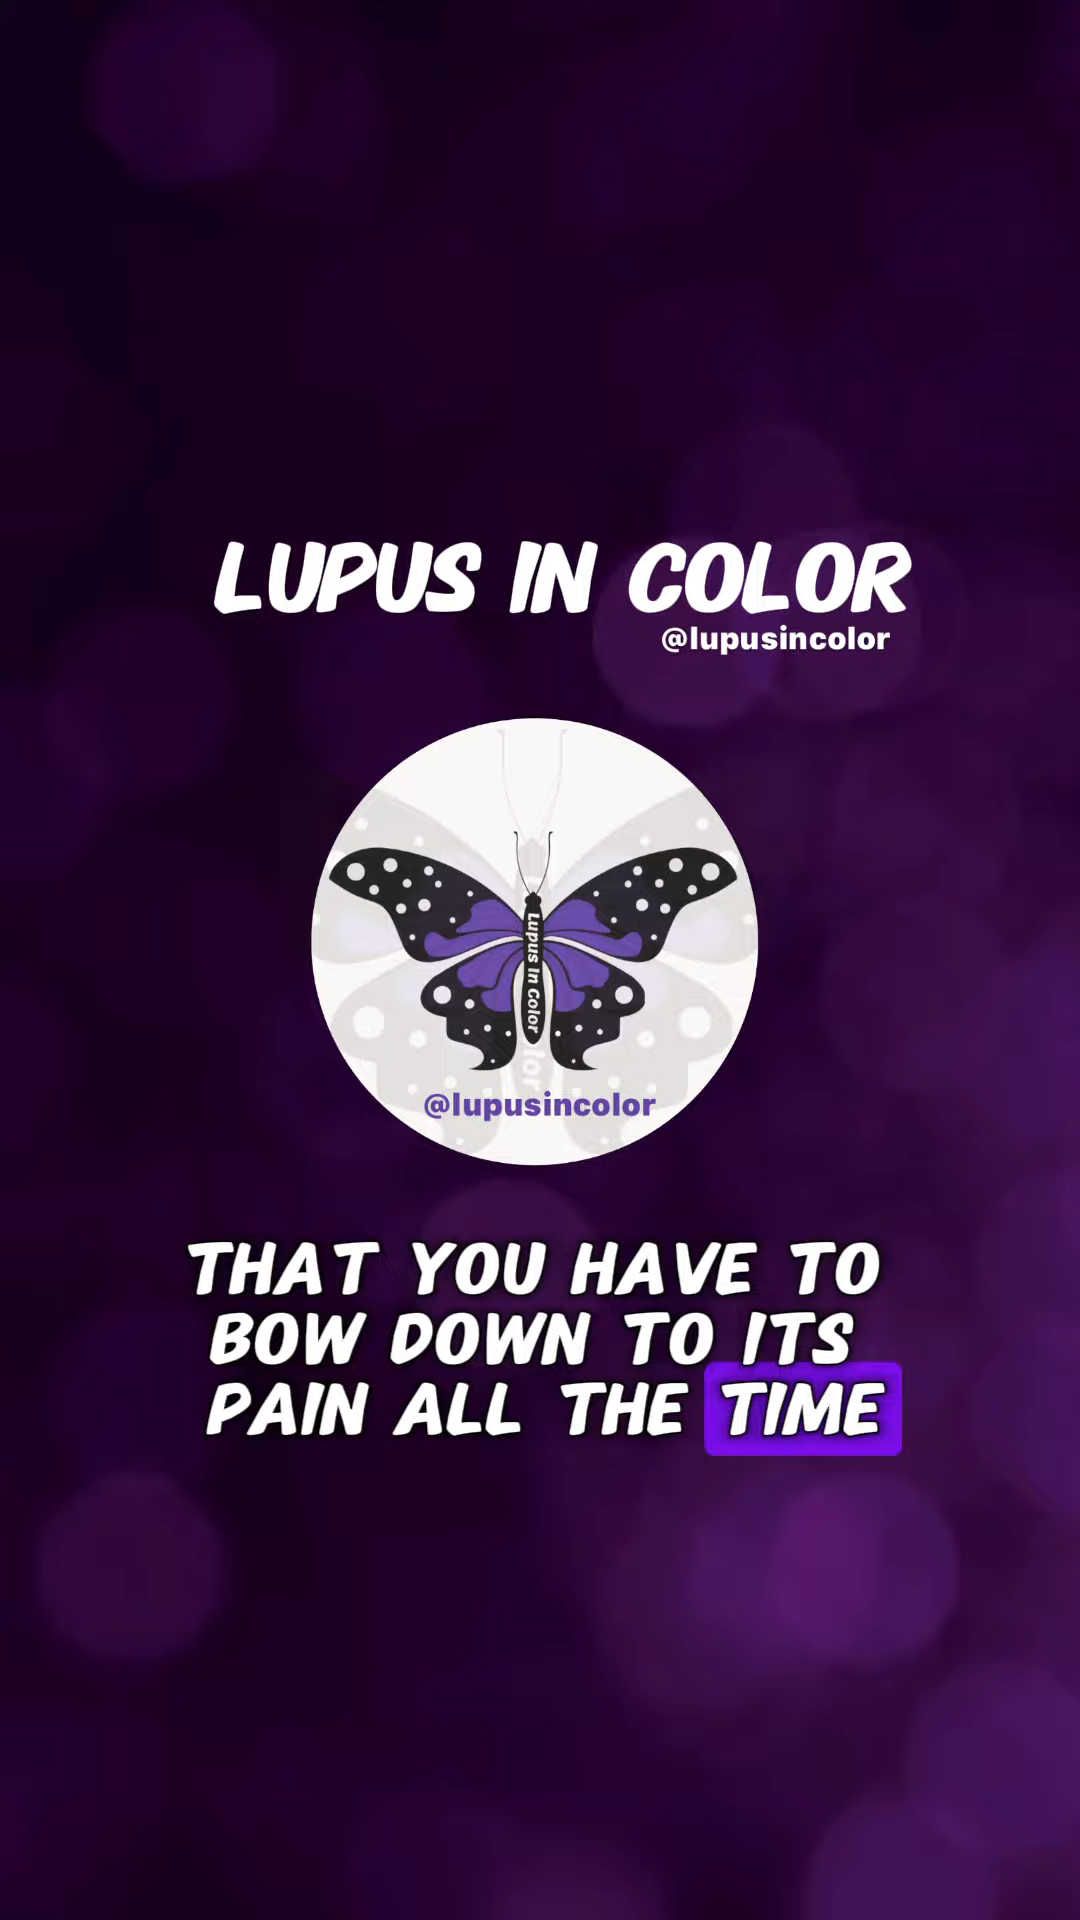 LUPUS IN COLOR
@lupusincolor
Lupus In Color
@lupusincolor
THAT YOU HAVE TO
BOW DOWN TO ITS
PAIN ALL THE TIME